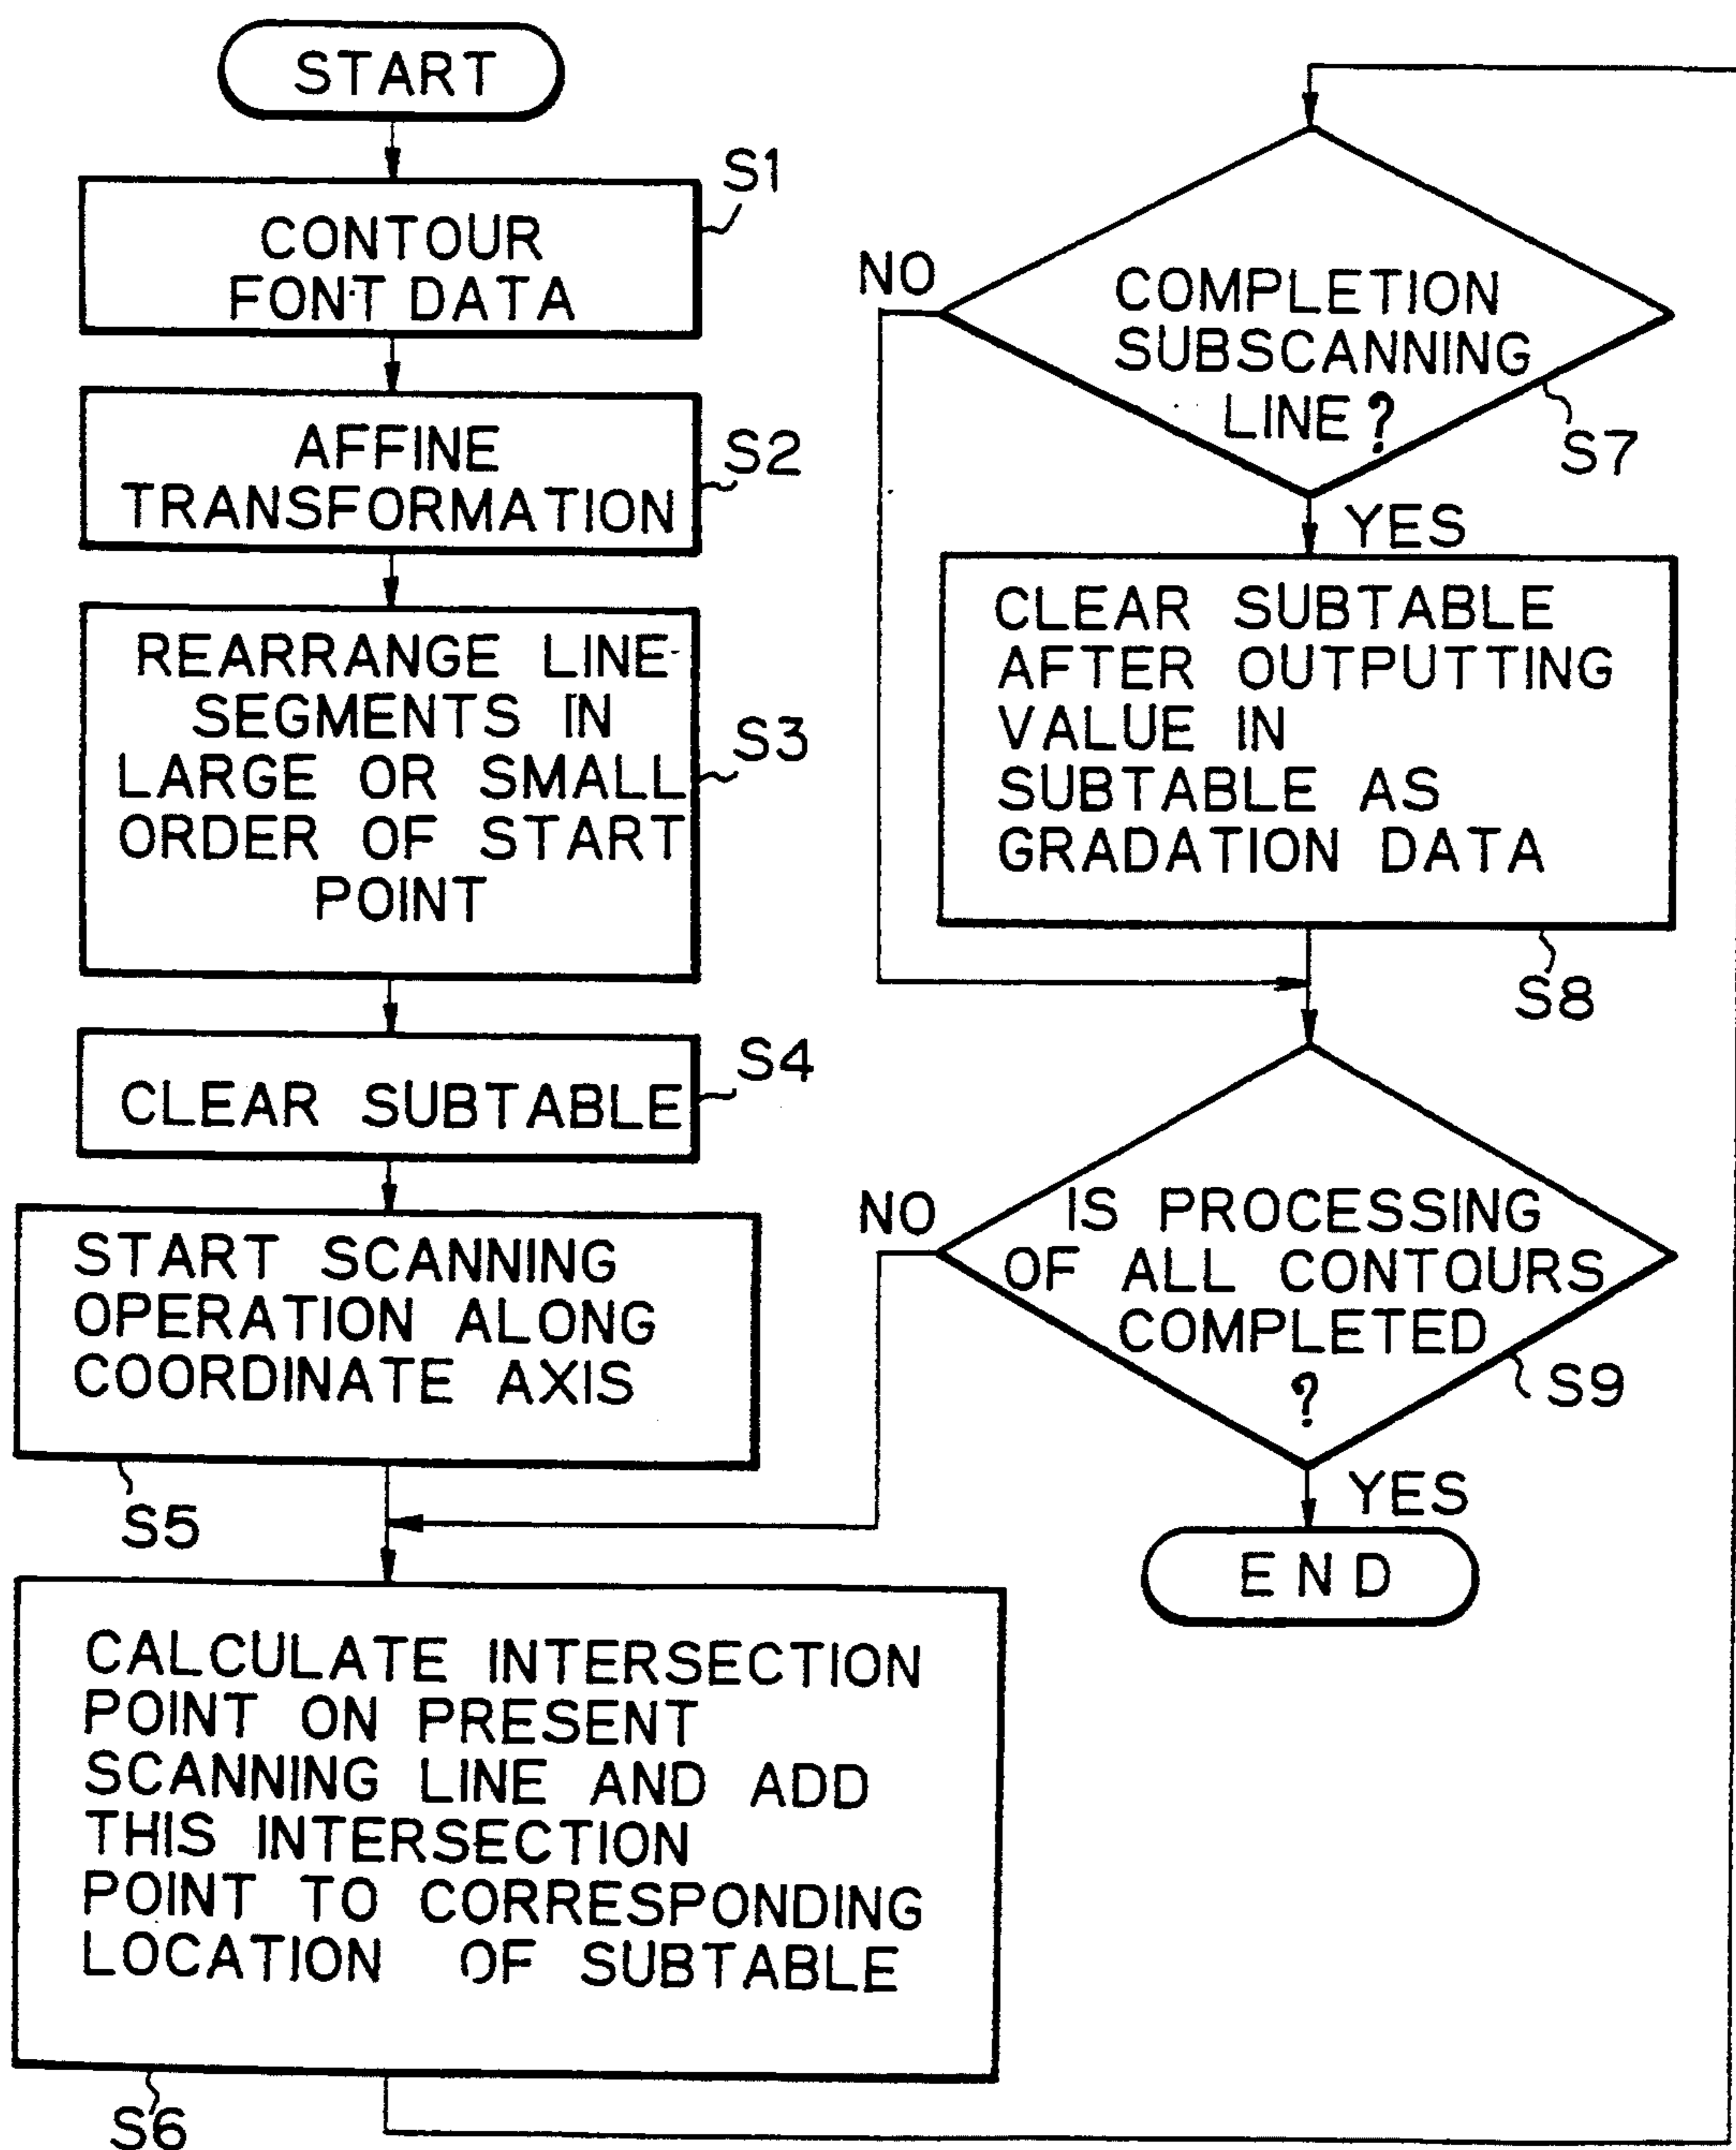 START
S1
CONTOUR
FONT DATA
S2
AFFINE
TRANSFORMATION
S3
REARRANGE LINE
SEGMENTS IN
LARGE OR SMALL
ORDER OF START
POINT
S4
CLEAR SUBTABLE
START SCANNING
OPERATION ALONG
COORDINATE AXIS
S5
CALCULATE INTERSECTION
POINT ON PRESENT
SCANNING LINE AND ADD
THIS INTERSECTION
POINT TO CORRESPONDING
LOCATION OF SUBTABLE
S6
NO
COMPLETION
SUBSCANNING
LINE?
S7
YES
CLEAR SUBTABLE
AFTER OUTPUTTING
VALUE IN
SUBTABLE AS
GRADATION DATA
S8
NO
IS PROCESSING
OF ALL CONTOURS
COMPLETED
?
S9
YES
END